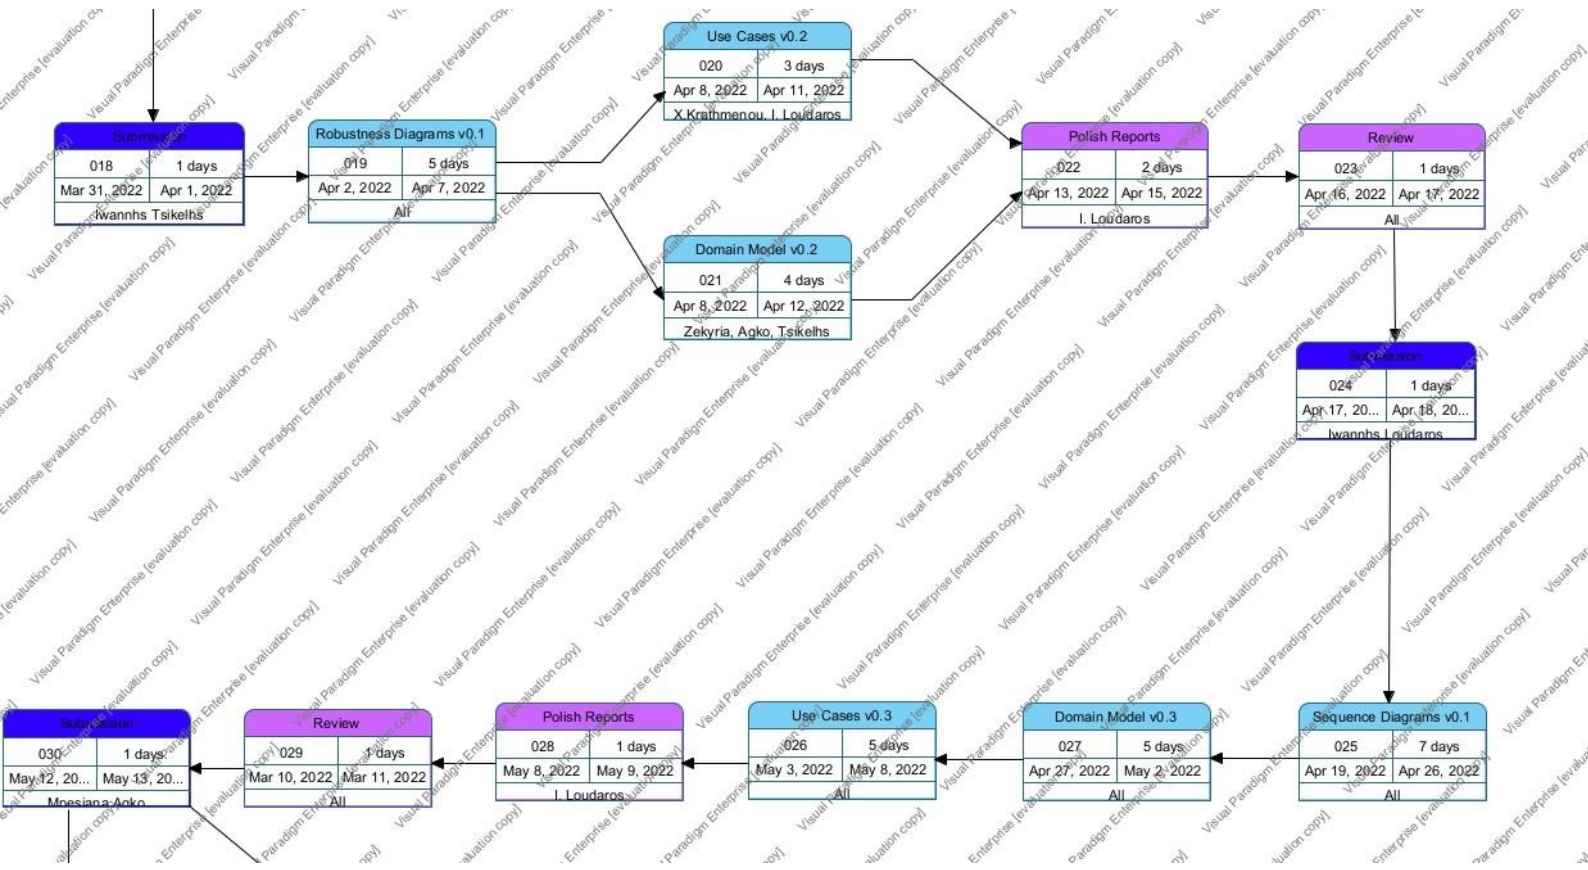 Use Cases v0.2
020 3 days
Apr 8, 2022 Apr 11, 2022
X.Krathmenou, I. Loudaros
Submission
018 1 days
Mar 31, 2022 Apr 1, 2022
Iwannhs Tsikelhs
Robustness Diagrams v0.1
019 5 days
Apr 2, 2022 Apr 7, 2022
All
Domain Model v0.2
021 4 days
Apr 8, 2022 Apr 12, 2022
Zekyria, Agko, Tsikelhs
Polish Reports
022 2 days
Apr 13, 2022 Apr 15, 2022
I. Loudaros
Review
023 1 days
Apr 16, 2022 Apr 17, 2022
All
Submission
024 1 days
Apr 17, 20... Apr 18, 20...
Iwannhs Loudaros
Sequence Diagrams v0.1
025 7 days
Apr 19, 2022 Apr 26, 2022
All
Domain Model v0.3
027 5 days
Apr 27, 2022 May 2, 2022
All
Use Cases v0.3
026 5 days
May 3, 2022 May 8, 2022
All
Polish Reports
028 1 days
May 8, 2022 May 9, 2022
I. Loudaros
Review
029 1 days
Mar 10, 2022 Mar 11, 2022
All
Submission
030 1 days
May 12, 20... May 13, 20...
Mpesiana Agko
Visual Paradigm Enterprise [evaluation copy]